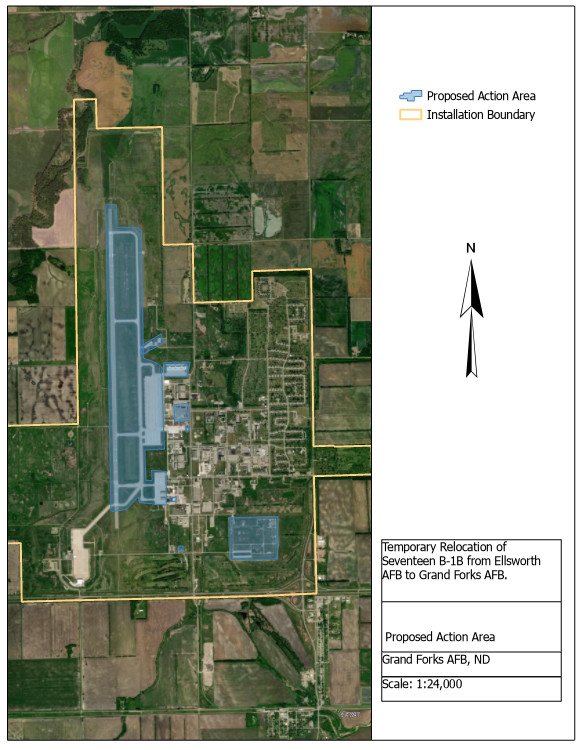 Proposed Action Area
Installation Boundary
N
Temporary Relocation of
Seventeen B-1B from Ellsworth
AFB to Grand Forks AFB.
Proposed Action Area
Grand Forks AFB, ND
Scale: 1:24,000